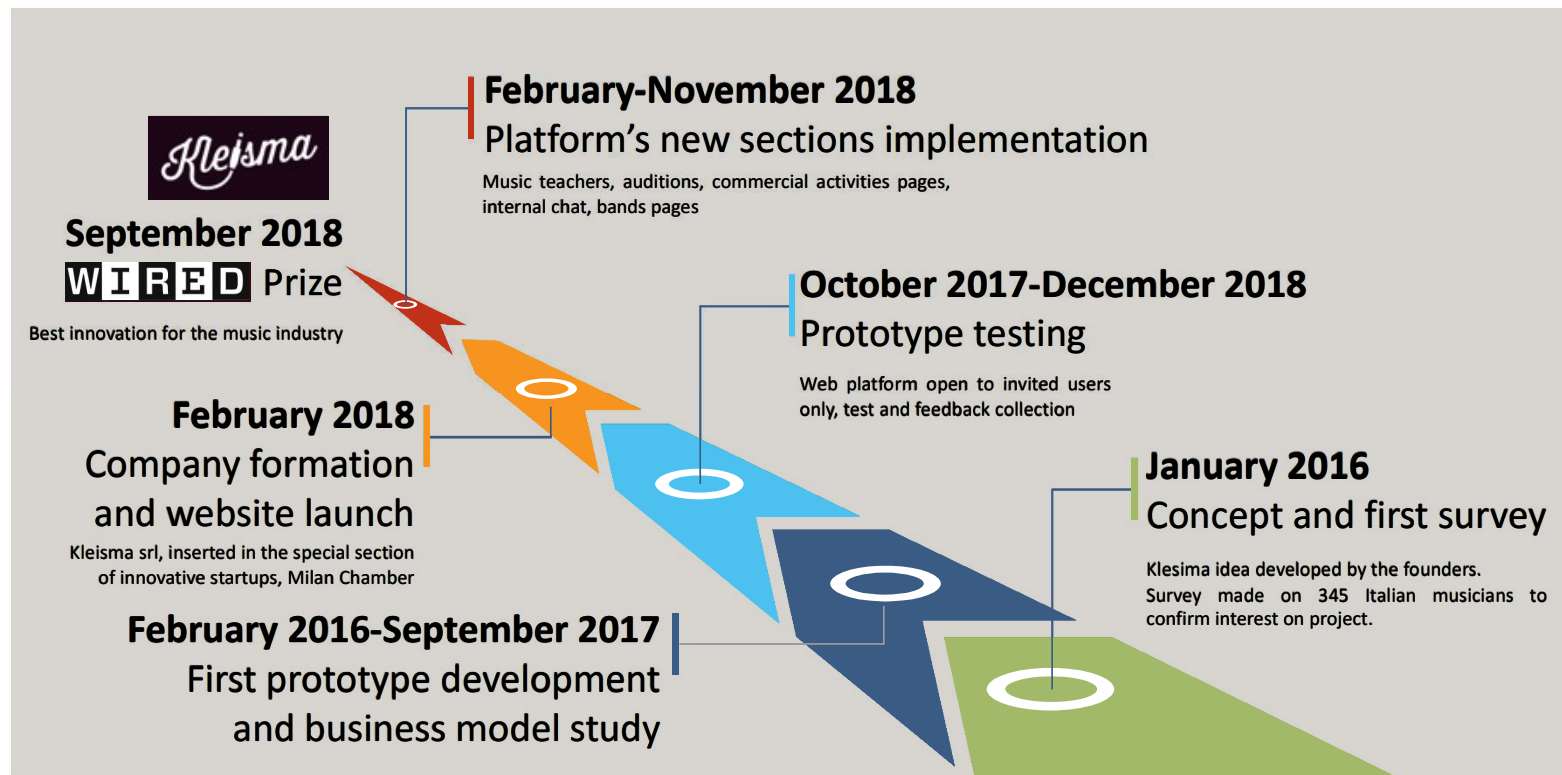 February-November 2018
Platform's new sections implementation
Music teachers, auditions, commercial activities pages,
internal chat, bands pages
Kleisma
September 2018
WIRED Prize
Best innovation for the music industry
October 2017-December 2018
Prototype testing
Web platform open to invited users
only, test and feedback collection
February 2018
Company formation
and website launch
Kleisma srl, inserted in the special section
of innovative startups, Milan Chamber
January 2016
Concept and first survey
Klesima idea developed by the founders.
Survey made on 345 Italian musicians to
confirm interest on project.
February 2016-September 2017
First prototype development
and business model study